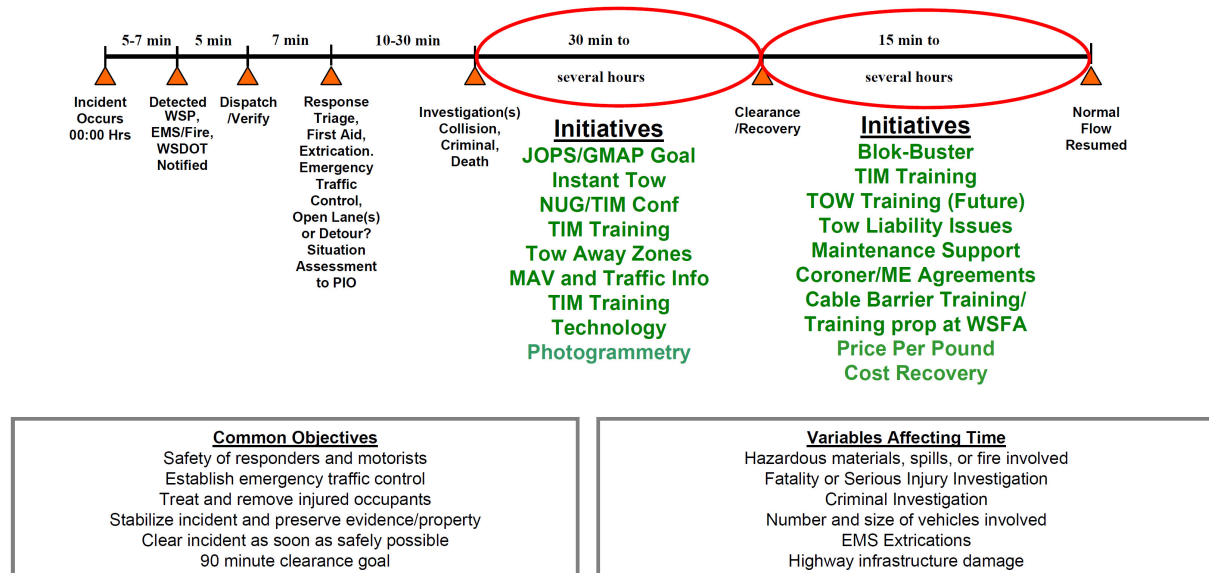 5-7 min
5 min
7 min
10-30 min
30 min to
several hours
15 min to
several hours
Incident
Occurs
00:00 Hrs
Detected
WSP,
EMS/Fire,
WSDOT
Notified
Dispatch
/Verify
Response
Triage,
First Aid,
Extrication.
Emergency
Traffic
Control,
Open Lane(s)
or Detour?
Situation
Assessment
to PIO
Investigation(s)
Collision,
Criminal,
Death
Clearance
/Recovery
Normal
Flow
Resumed
Initiatives
JOPS/GMAP Goal
Instant Tow
NUG/TIM Conf
TIM Training
Tow Away Zones
MAV and Traffic Info
TIM Training
Technology
Photogrammetry
Initiatives
Blok-Buster
TIM Training
TOW Training (Future)
Tow Liability Issues
Maintenance Support
Coroner/ME Agreements
Cable Barrier Training/
Training prop at WSFA
Price Per Pound
Cost Recovery
Common Objectives
Safety of responders and motorists
Establish emergency traffic control
Treat and remove injured occupants
Stabilize incident and preserve evidence/property
Clear incident as soon as safely possible
90 minute clearance goal
Variables Affecting Time
Hazardous materials, spills, or fire involved
Fatality or Serious Injury Investigation
Criminal Investigation
Number and size of vehicles involved
EMS Extrications
Highway infrastructure damage